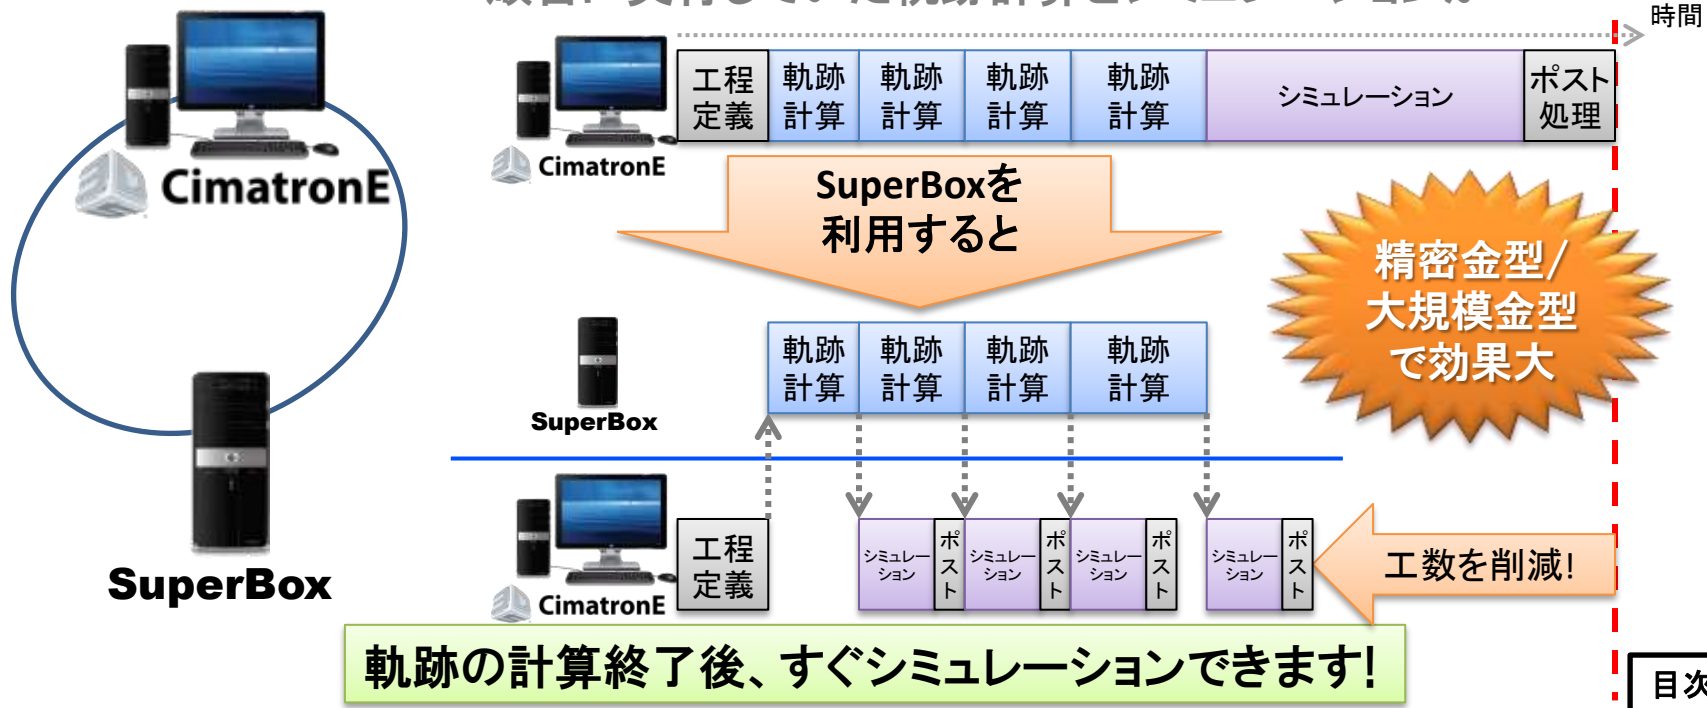 時間
工程
定義
軌跡
計算
軌跡
計算
軌跡
計算
軌跡
計算
シミュレーション
ポスト
処理
CimatronE
CimatronE
SuperBoxを
利用すると
精密金型/
大規模金型
で効果大
軌跡
計算
軌跡
計算
軌跡
計算
軌跡
計算
SuperBox
SuperBox
工程
定義
シミュレー
ション
ポスト
シミュレー
ション
ポスト
シミュレー
ション
ポスト
シミュレー
ション
ポスト
工数を削減!
CimatronE
軌跡の計算終了後、すぐシミュレーションできます!
目次